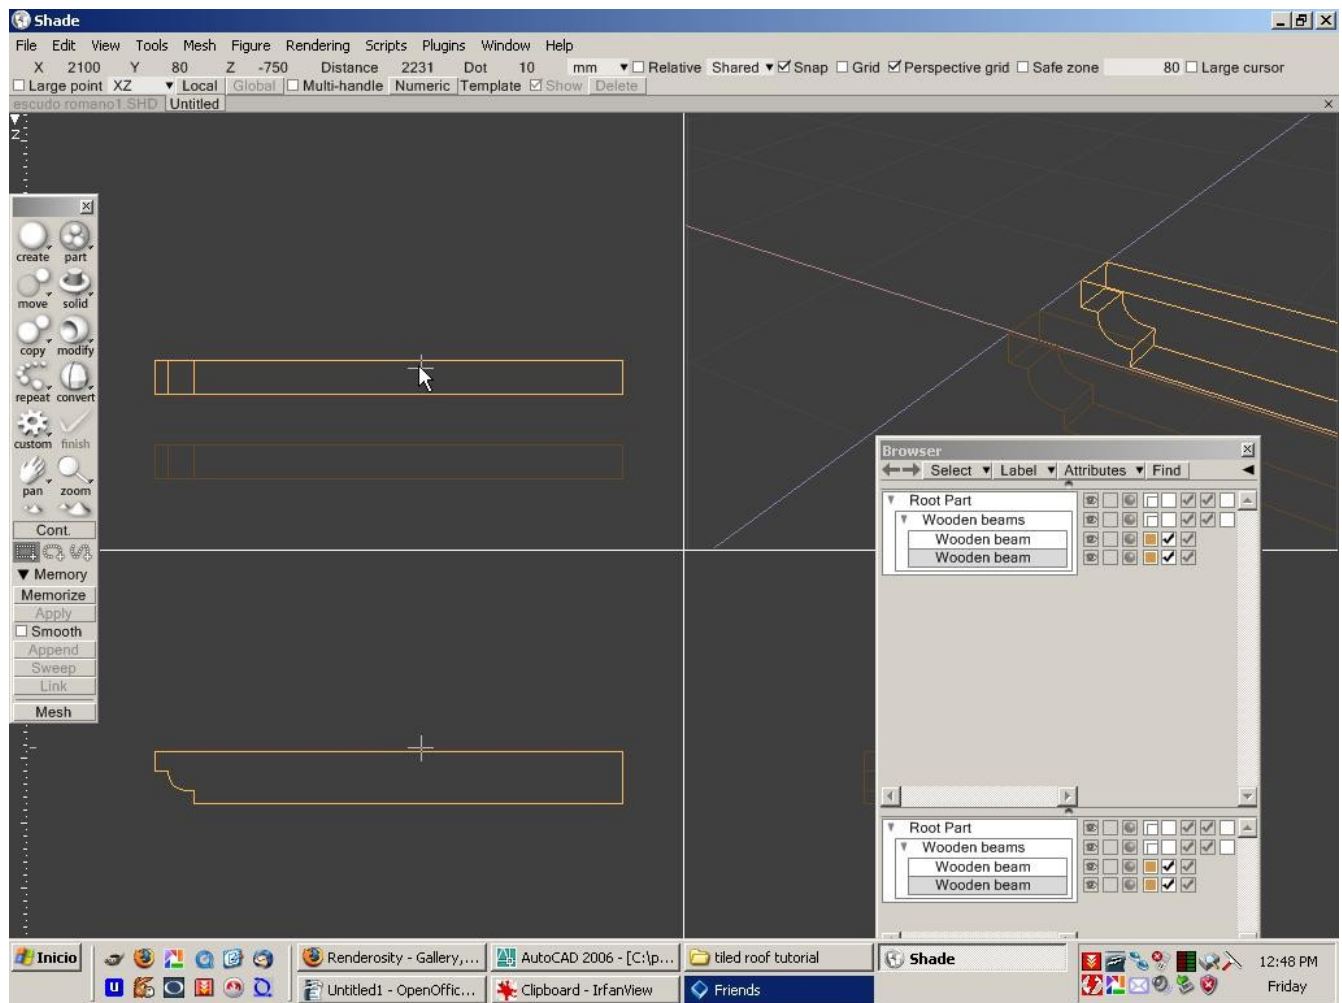 Shade
File Edit View Tools Mesh Figure Rendering Scripts Plugins Window Help
X 2100 Y 80 Z -750 Distance 2231 Dot 10 mm Relative Shared Snap Grid Perspective grid Safe zone 80 Large cursor
Large point XZ Local Global Multi-handle Numeric Template Show Delete
escudo romano1.SHD Untitled
Z
create part
move solid
copy modify
repeat convert
custom finish
pan zoom
Cont.
Memory
Memorize
Apply
Smooth
Append
Sweep
Link
Mesh
Browser
Select Label Attributes Find
Root Part
Wooden beams
Wooden beam
Wooden beam
Root Part
Wooden beams
Wooden beam
Wooden beam
Inicio Renderosity - Gallery,... AutoCAD 2006 - [C:\p... tiled roof tutorial Shade 12:48 PM
Untitled1 - OpenOffic... Clipboard - IrfanView Friends Friday